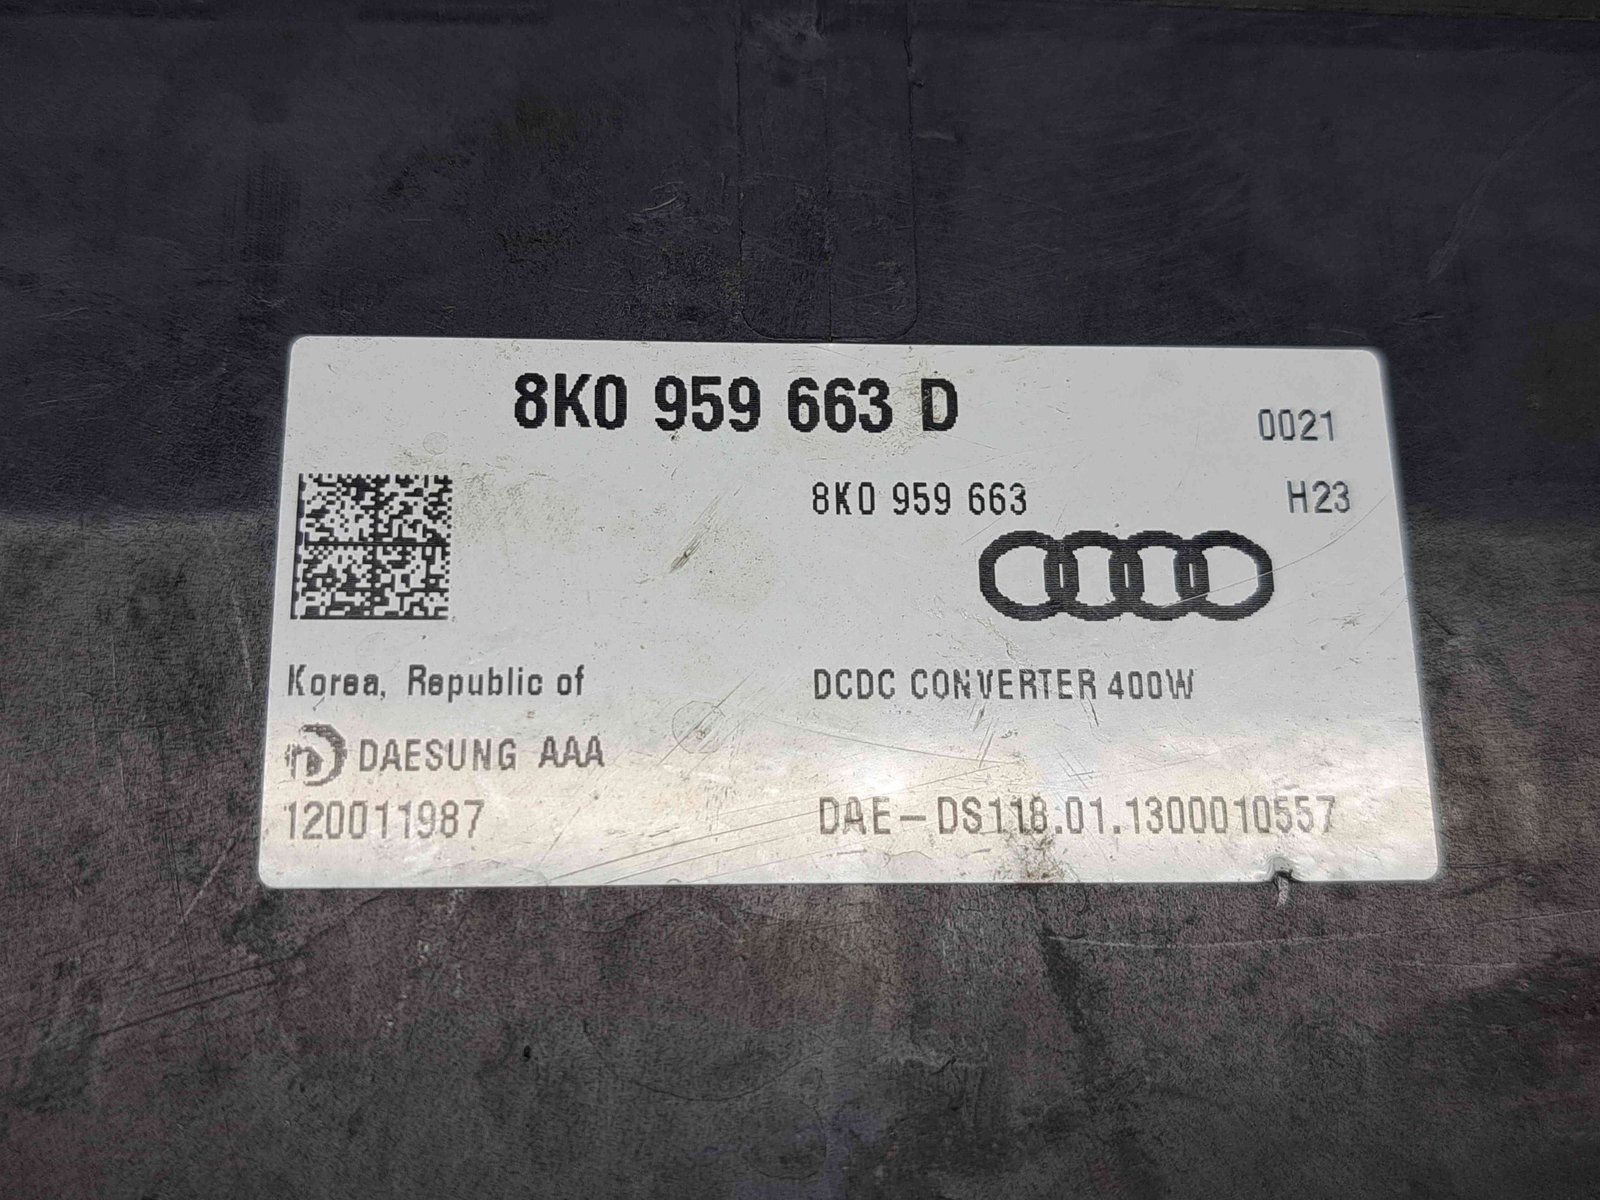 8K0 959 663 D
0021
8K0 959 663
H23
Korea, Republic of
DCDC CONVERTER 400W
DAESUNG AAA
120011987
DAE-DS118.01.1300010557